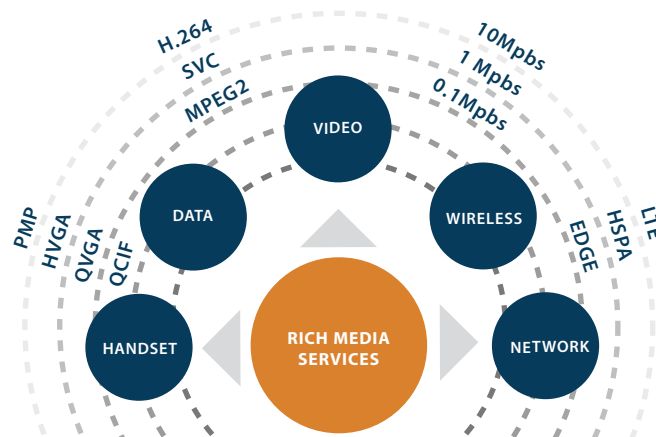 H.264
SVC
MPEG2
10Mpbs
1 Mpbs
0.1Mpbs
VIDEO
DATA
WIRELESS
PMP
HVGA
QVGA
QCIF
EDGE
HSPA
LTE
HANDSET
RICH MEDIA
SERVICES
NETWORK